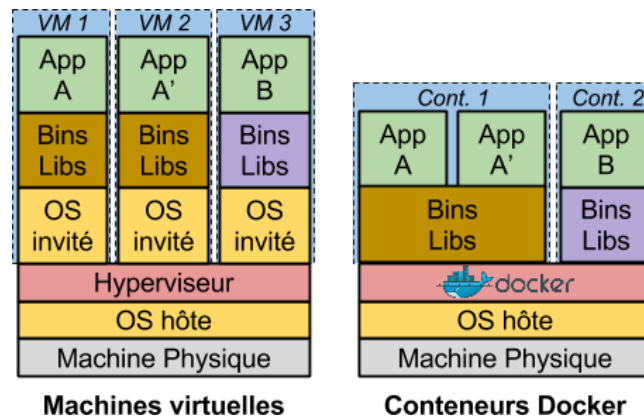 VM 1
VM 2
VM 3
App
A
App
A'
App
B
Bins
Libs
Bins
Libs
Bins
Libs
OS
invité
OS
invité
OS
invité
Hyperviseur
OS hôte
Machine Physique
Machines virtuelles
Cont. 1
Cont. 2
App
A
App
A'
App
B
Bins
Libs
Bins
Libs
docker
OS hôte
Machine Physique
Conteneurs Docker